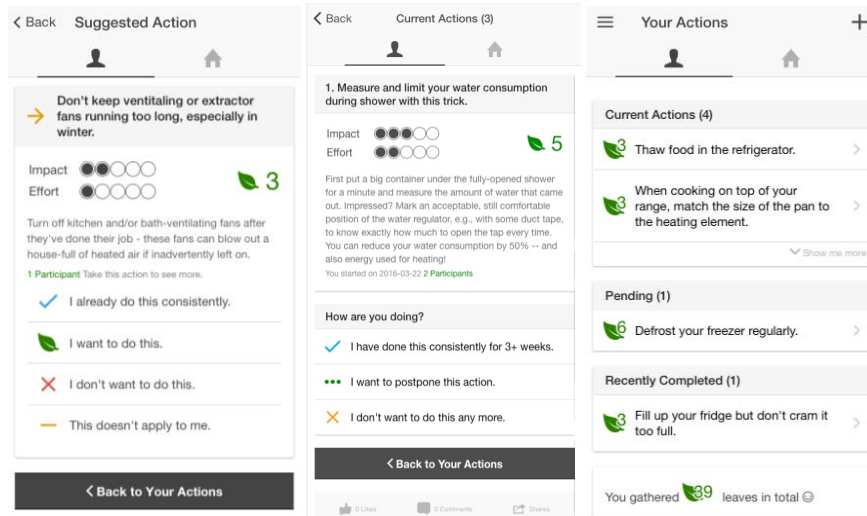 Back
Suggested Action
Don't keep ventitaling or extractor
fans running too long, especially in
winter.
Impact
3
Effort
Turn off kitchen and/or bath-ventilating fans after
they've done their job - these fans can blow out a
house-full of heated air if inadvertently left on.
1 Participant Take this action to see more.
I already do this consistently.
I want to do this.
I don't want to do this.
This doesn't apply to me.
Back to Your Actions
Back
Current Actions (3)
1. Measure and limit your water consumption
during shower with this trick.
Impact
5
Effort
First put a big container under the fully-opened shower
for a minute and measure the amount of water that came
out. Impressed? Mark an acceptable, still comfortable
position of the water regulator, e.g., with some duct tape,
to know exactly how much to open the tap every time.
You can reduce your water consumption by 50% -- and
also energy used for heating!
You started on 2016-03-22 2 Participants
How are you doing?
I have done this consistently for 3+ weeks.
I want to postpone this action.
I don't want to do this any more.
Back to Your Actions
0 Likes
0 Comments
Shares
Your Actions
Current Actions (4)
3 Thaw food in the refrigerator.
When cooking on top of your
3 range, match the size of the pan to
the heating element.
Show me more
Pending (1)
6 Defrost your freezer regularly.
Recently Completed (1)
3 Fill up your fridge but don't cram it
too full.
You gathered 39 leaves in total